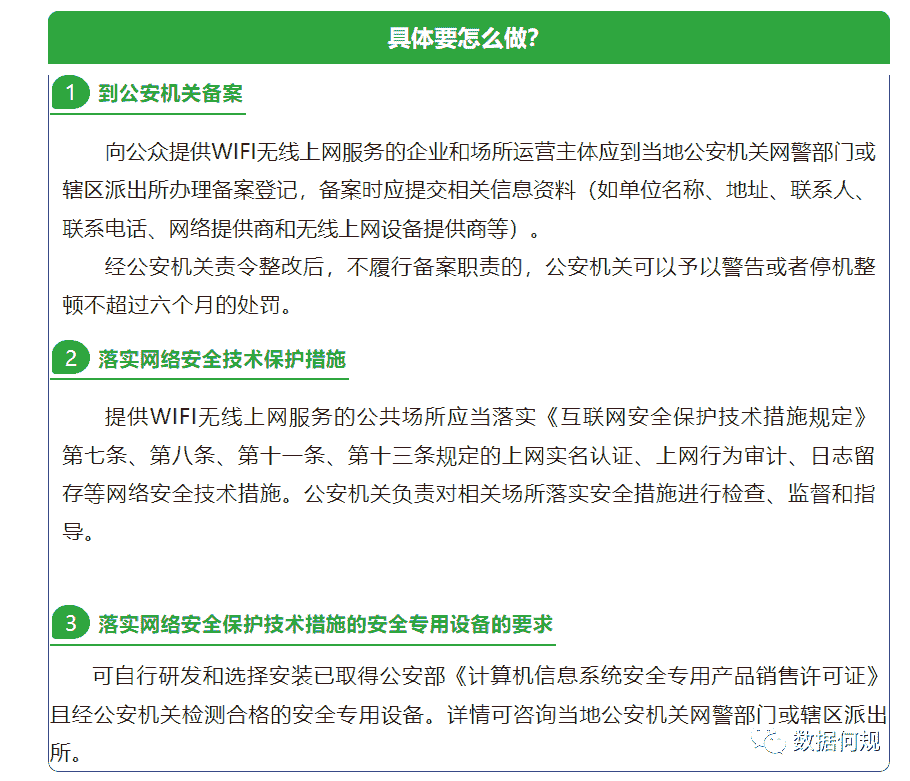 具体要怎么做?
1 到公安机关备案
向公众提供WIFI无线上网服务的企业和场所运营主体应到当地公安机关网警部门或
辖区派出所办理备案登记，备案时应提交相关信息资料（如单位名称、地址、联系人、
联系电话、网络提供商和无线上网设备提供商等）。
经公安机关责令整改后，不履行备案职责的，公安机关可以予以警告或者停机整
顿不超过六个月的处罚。
2 落实网络安全技术保护措施
提供WIFI无线上网服务的公共场所应当落实《互联网安全保护技术措施规定》
第七条、第八条、第十一条、第十三条规定的上网实名认证、上网行为审计、日志留
存等网络安全技术措施。公安机关负责对相关场所落实安全措施进行检查、监督和指
导。
3 落实网络安全保护技术措施的安全专用设备的要求
可自行研发和选择安装已取得公安部《计算机信息系统安全专用产品销售许可证》
且经公安机关检测合格的安全专用设备。详情可咨询当地公安机关网警部门或辖区派出
所。
数据何规